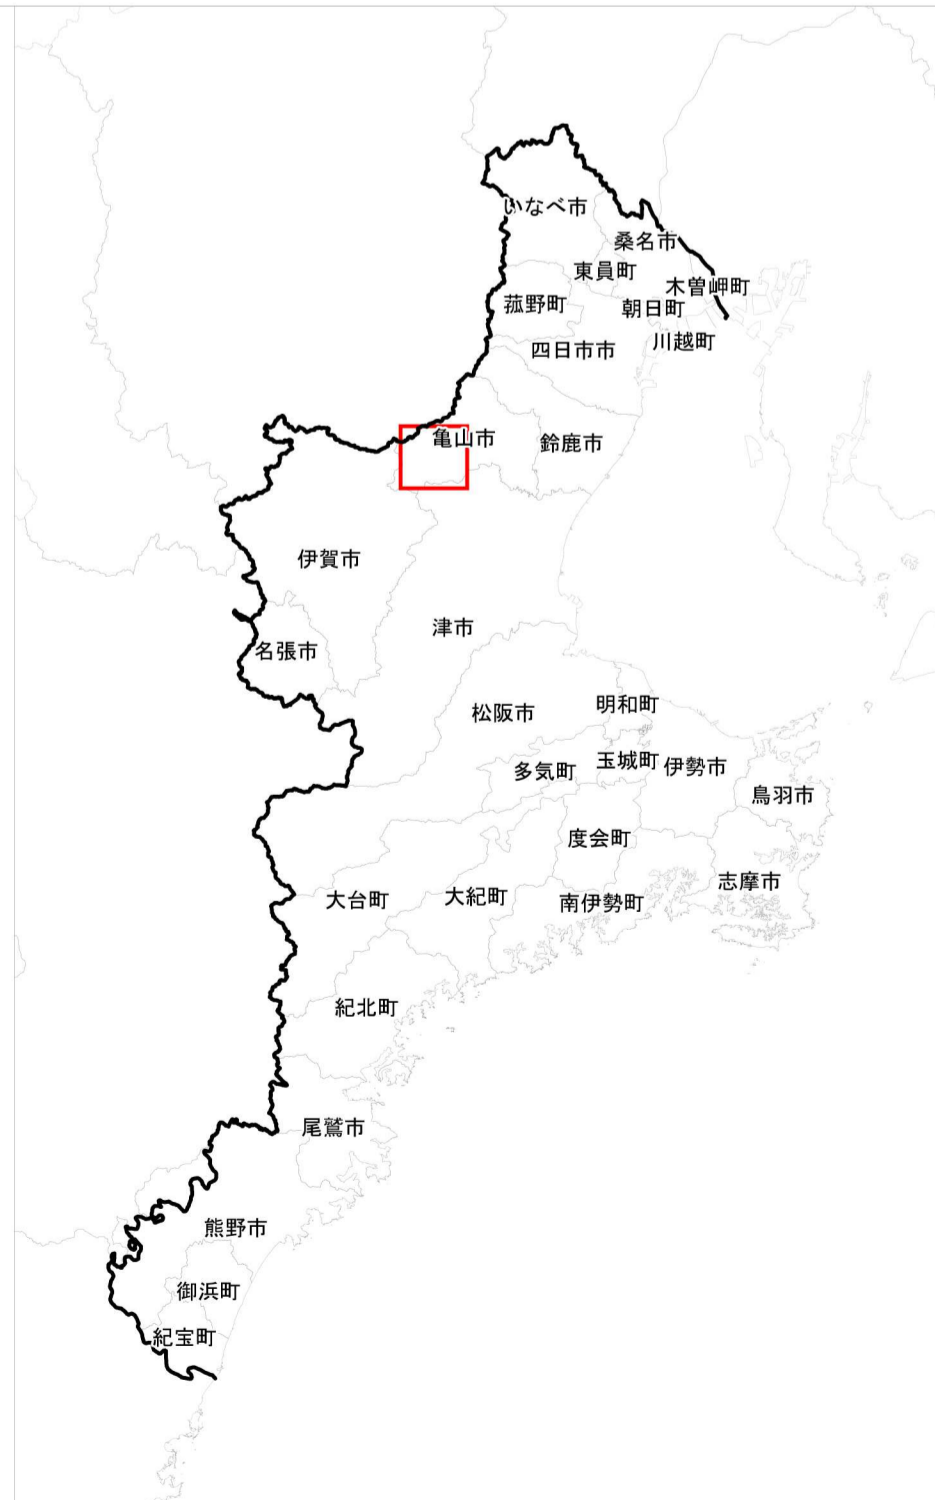 いなべ市
桑名市
東員町
木曽岬町
菰野町
朝日町
川越町
四日市市
亀山市
鈴鹿市
伊賀市
津市
名張市
松阪市
明和町
多気町
玉城町
伊勢市
鳥羽市
度会町
志摩市
大台町
大紀町
南伊勢町
紀北町
尾鷲市
熊野市
御浜町
紀宝町